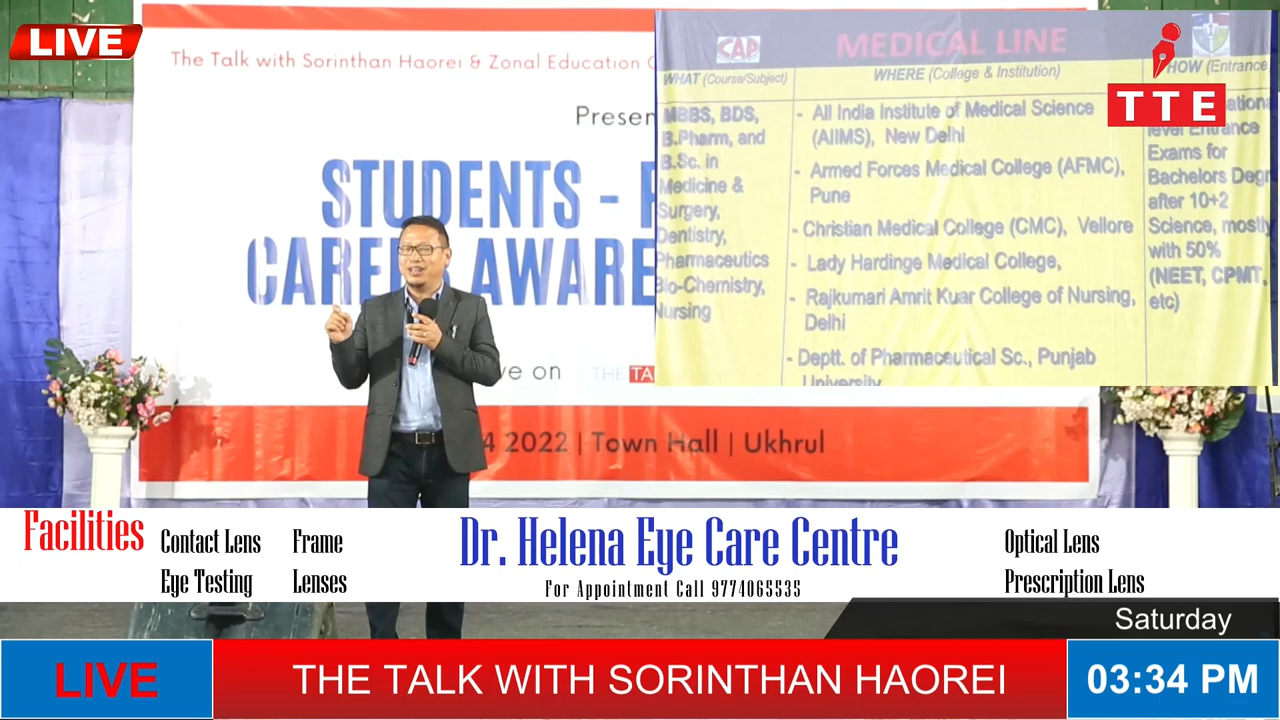 LIVE
The Talk with Sorinthan Haorei & Zonal Education
Presen
STUDENTS -
CAREE AWARE
ve on THE TA
4 2022 | Town Hall | Ukhrul
CAP
MEDICAL LINE
WHAT (Course/Subject)
WHERE (College & Institution)
HOW (Entrance
MBBS, BDS,
B.Pharm, and
B.Sc. in
Medicine &
Surgery,
Dentistry,
Pharmaceutics
Bio-Chemistry,
Nursing
- All India Institute of Medical Science
(AIIMS), New Delhi
- Armed Forces Medical College (AFMC),
Pune
- Christian Medical College (CMC), Vellore
- Lady Hardinge Medical College,
- Rajkumari Amrit Kuar College of Nursing,
Delhi
- Deptt. of Pharmaceutical Sc., Punjab
University
ational
level Entrance
Exams for
Bachelors Degr
after 10+2
Science, mostly
with 50%
(NEET, CPMT,
etc)
TTE
Facilities
Contact Lens
Frame
Eye Testing
Lenses
Dr. Helena Eye Care Centre
For Appointment Call 9774065535
Optical Lens
Prescription Lens
Saturday
LIVE
THE TALK WITH SORINTHAN HAOREI
03:34 PM